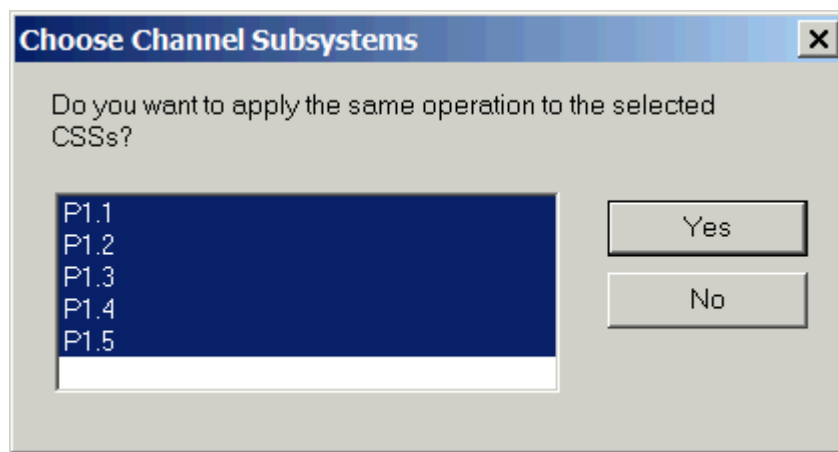 Choose Channel Subsystems
Do you want to apply the same operation to the selected
CSSs?
P1.1
P1.2
P1.3
P1.4
P1.5
Yes
No